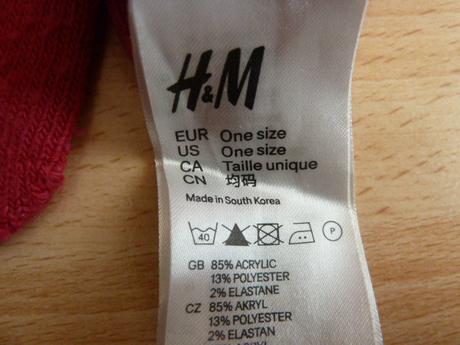 H&M
EUR One size
US One size
CA Taille unique
CN 均码
Made in South Korea
40 P
GB 85% ACRYLIC
13% POLYESTER
2% ELASTANE
CZ 85% AKRYL
13% POLYESTER
2% ELASTAN